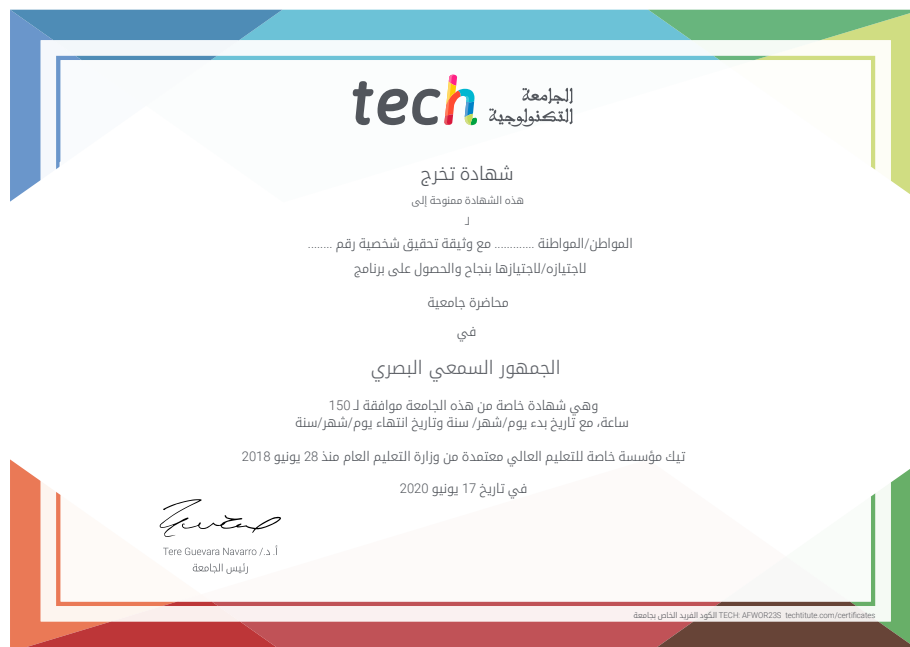 tech الجامعة
التكنولوجية
شهادة تخرج
هذه الشهادة ممنوحة إلى
لـ
المواطن/المواطنة ............ مع وثيقة تحقيق شخصية رقم ........
لاجتيازه/لاجتيازها بنجاح والحصول على برنامج
محاضرة جامعية
في
الجمهور السمعي البصري
وهي شهادة خاصة من هذه الجامعة موافقة لـ 150
ساعة، مع تاريخ بدء يوم/شهر/ سنة وتاريخ انتهاء يوم/شهر/سنة
تيك مؤسسة خاصة للتعليم العالي معتمدة من وزارة التعليم العام منذ 28 يونيو 2018
في تاريخ 17 يونيو 2020
أ. د./ Tere Guevara Navarro
رئيس الجامعة
الكود الفريد الخاص بجامعة TECH: AFWOR23S techtitute.com/certificates